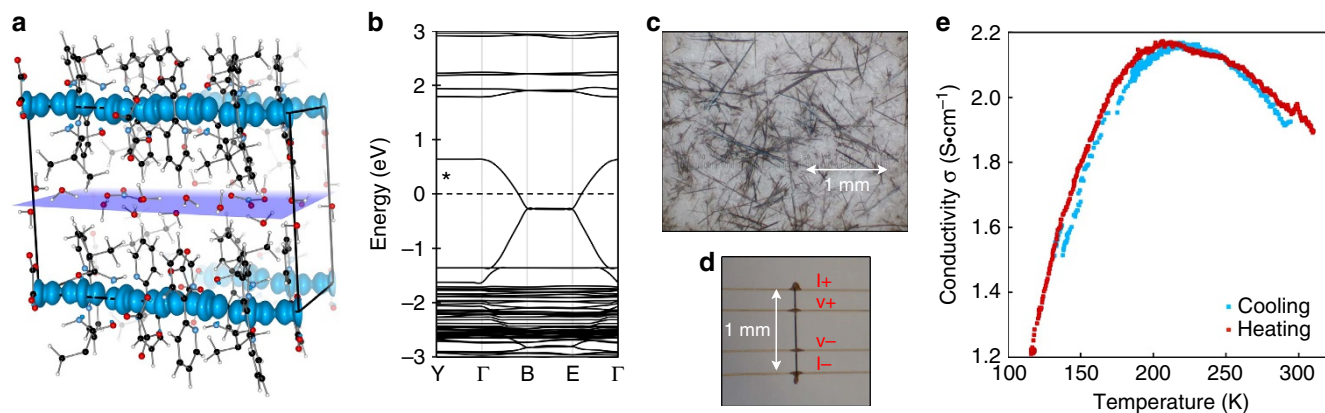 a
b
3
2
1
0
−1
−2
−3
Energy (eV)
*
Y Γ B E Γ
c
1 mm
d
I+
v+
1 mm
v−
I−
e
2.2
2.0
1.8
1.6
1.4
1.2
Conductivity σ (S•cm⁻¹)
Cooling
Heating
100 150 200 250 300
Temperature (K)